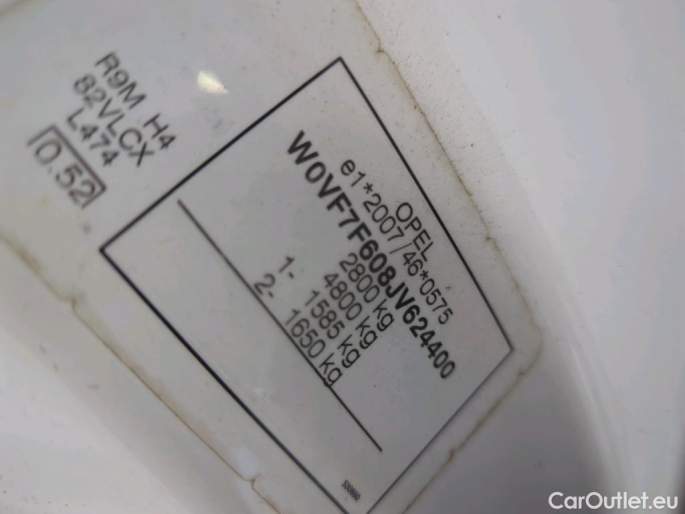 R9M H4
82VLCX
L474
0.52
OPEL
e1*2007/46*0575
W0VF7F608JV624400
2800 kg
4800 kg
1- 1585 kg
2- 1650 kg
CarOutlet.eu